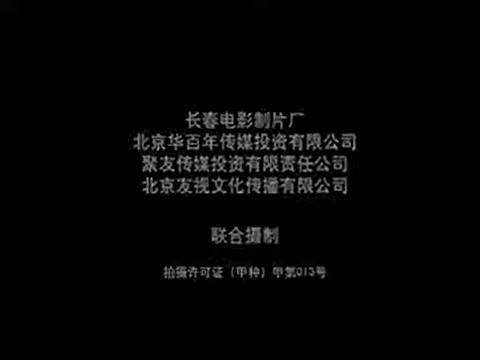 长春电影制片厂
北京华百年传媒投资有限公司
聚友传媒投资有限责任公司
北京友视文化传播有限公司
联合摄制
拍摄许可证（甲种）甲第013号